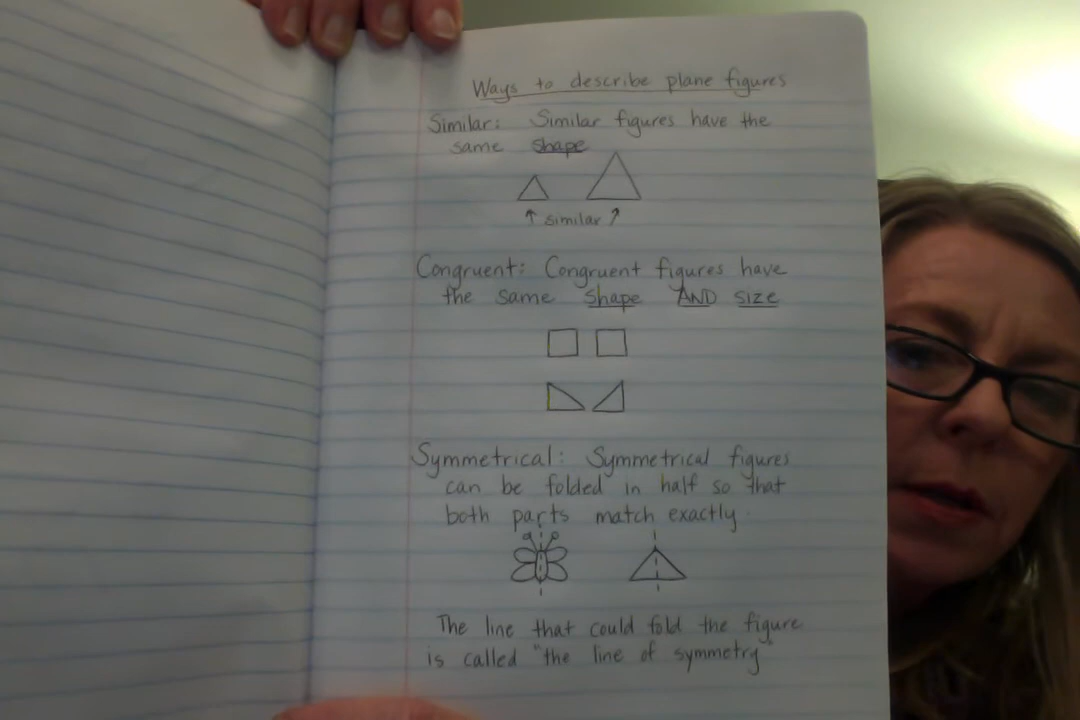 Ways to describe plane figures
Similar: Similar figures have the
same shape
↑ similar ↑
Congruent: Congruent figures have
the same shape AND size
Symmetrical: Symmetrical figures
can be folded in half so that
both parts match exactly
The line that could fold the figure
is called "the line of symmetry"